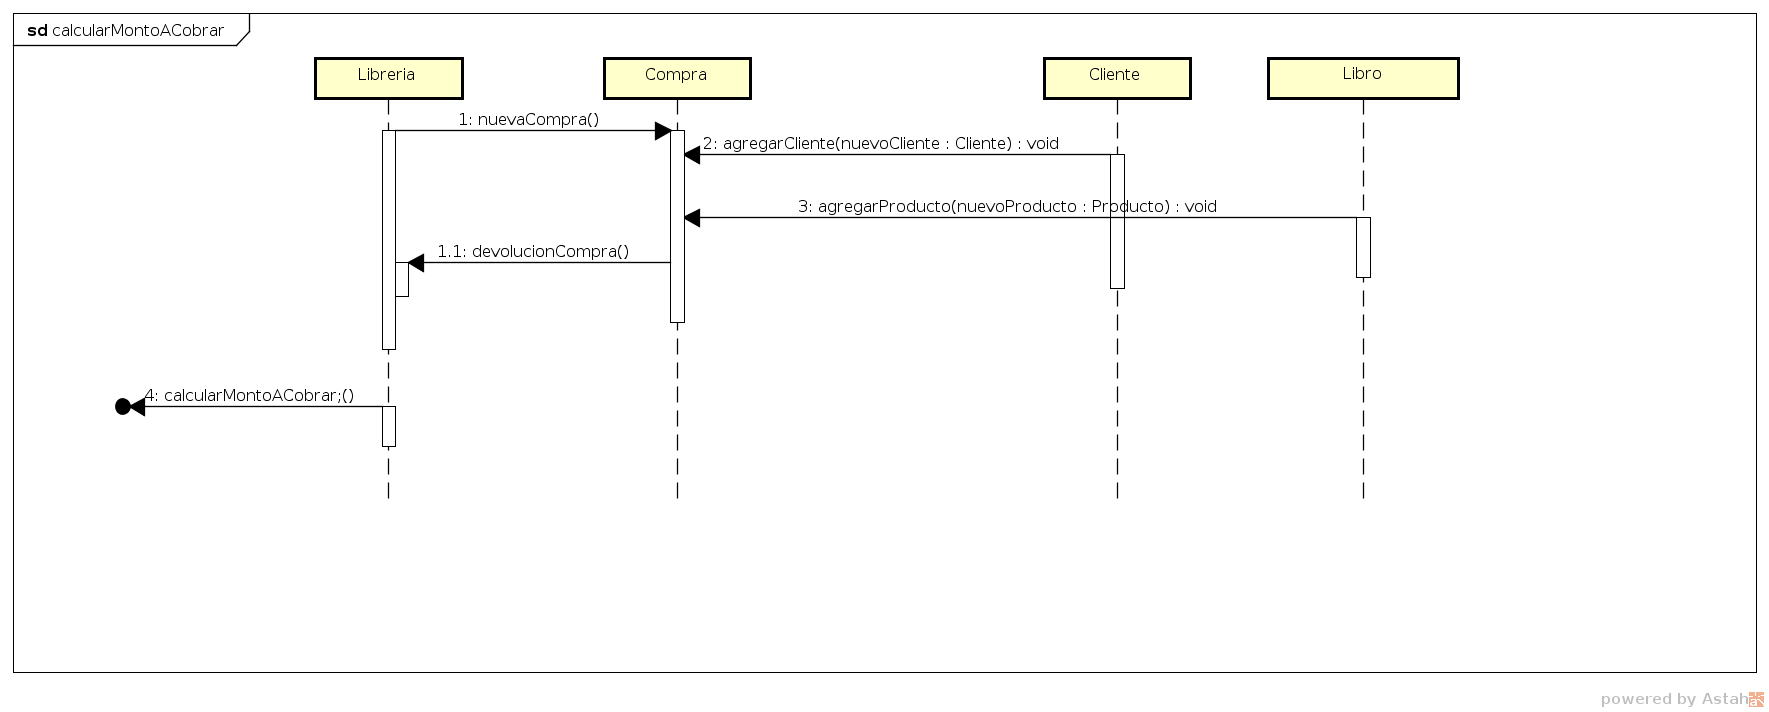 sd calcularMontoACobrar
Libreria
Compra
Cliente
Libro
1: nuevaCompra()
2: agregarCliente(nuevoCliente : Cliente) : void
3: agregarProducto(nuevoProducto : Producto) : void
1.1: devolucionCompra()
4: calcularMontoACobrar;()
powered by Astah